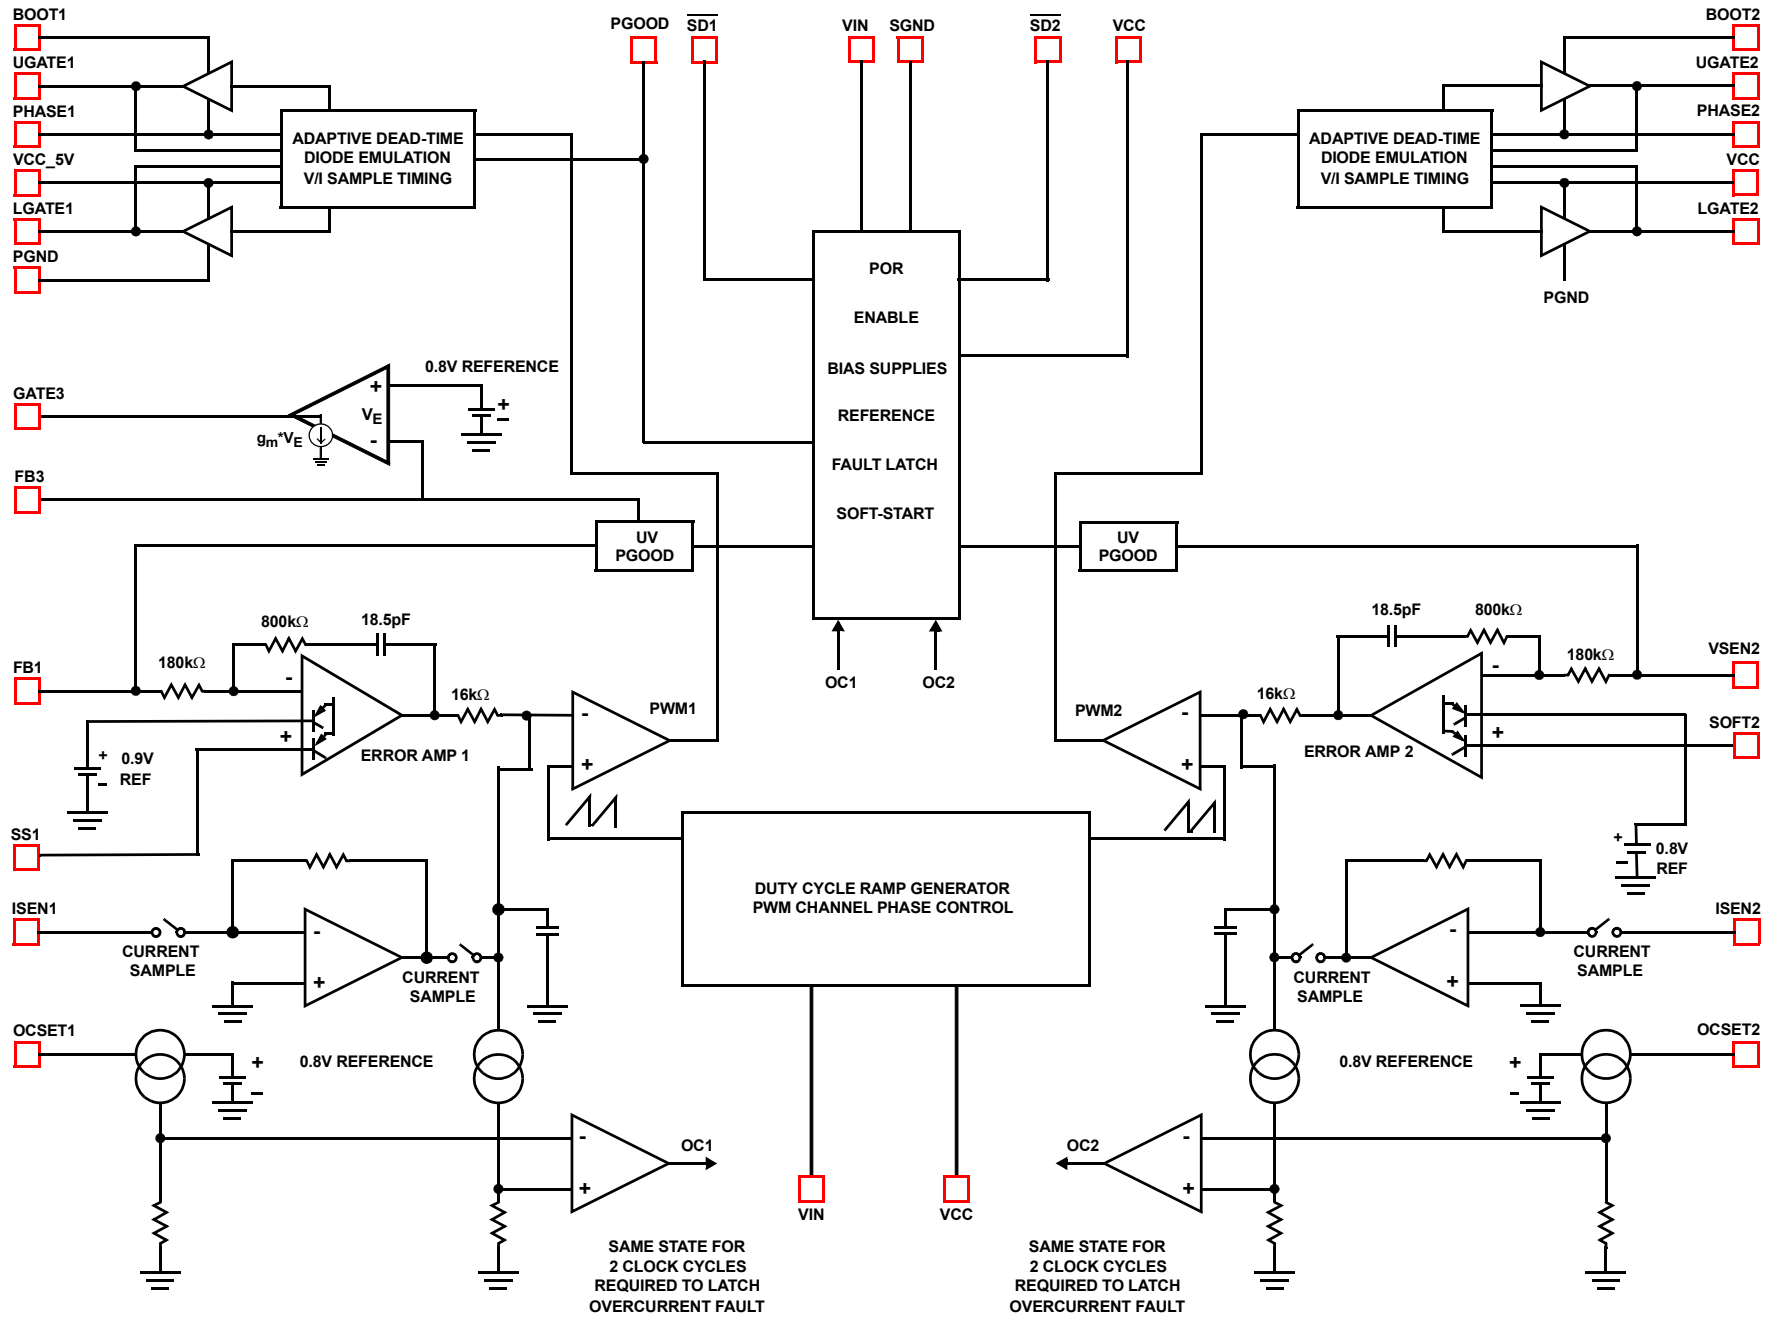 BOOT1
UGATE1
PHASE1
VCC_5V
LGATE1
PGND
ADAPTIVE DEAD-TIME
DIODE EMULATION
V/I SAMPLE TIMING
PGOOD
SD1
VIN
SGND
SD2
VCC
BOOT2
UGATE2
PHASE2
VCC
LGATE2
ADAPTIVE DEAD-TIME
DIODE EMULATION
V/I SAMPLE TIMING
PGND
POR
ENABLE
BIAS SUPPLIES
REFERENCE
FAULT LATCH
SOFT-START
OC1
OC2
0.8V REFERENCE
+
-
GATE3
+
VE
-
gm*VE
FB3
UV
PGOOD
UV
PGOOD
FB1
180kΩ
800kΩ
18.5pF
-
+
16kΩ
ERROR AMP 1
+
-
0.9V
REF
-
+
PWM1
SS1
18.5pF
800kΩ
180kΩ
VSEN2
SOFT2
-
+
16kΩ
ERROR AMP 2
PWM2
-
+
+
-
0.8V
REF
DUTY CYCLE RAMP GENERATOR
PWM CHANNEL PHASE CONTROL
VIN
VCC
ISEN1
CURRENT
SAMPLE
-
+
CURRENT
SAMPLE
ISEN2
CURRENT
SAMPLE
-
+
CURRENT
SAMPLE
OCSET1
+
-
0.8V REFERENCE
-
+
OC1
SAME STATE FOR
2 CLOCK CYCLES
REQUIRED TO LATCH
OVERCURRENT FAULT
OCSET2
+
-
0.8V REFERENCE
-
+
OC2
SAME STATE FOR
2 CLOCK CYCLES
REQUIRED TO LATCH
OVERCURRENT FAULT